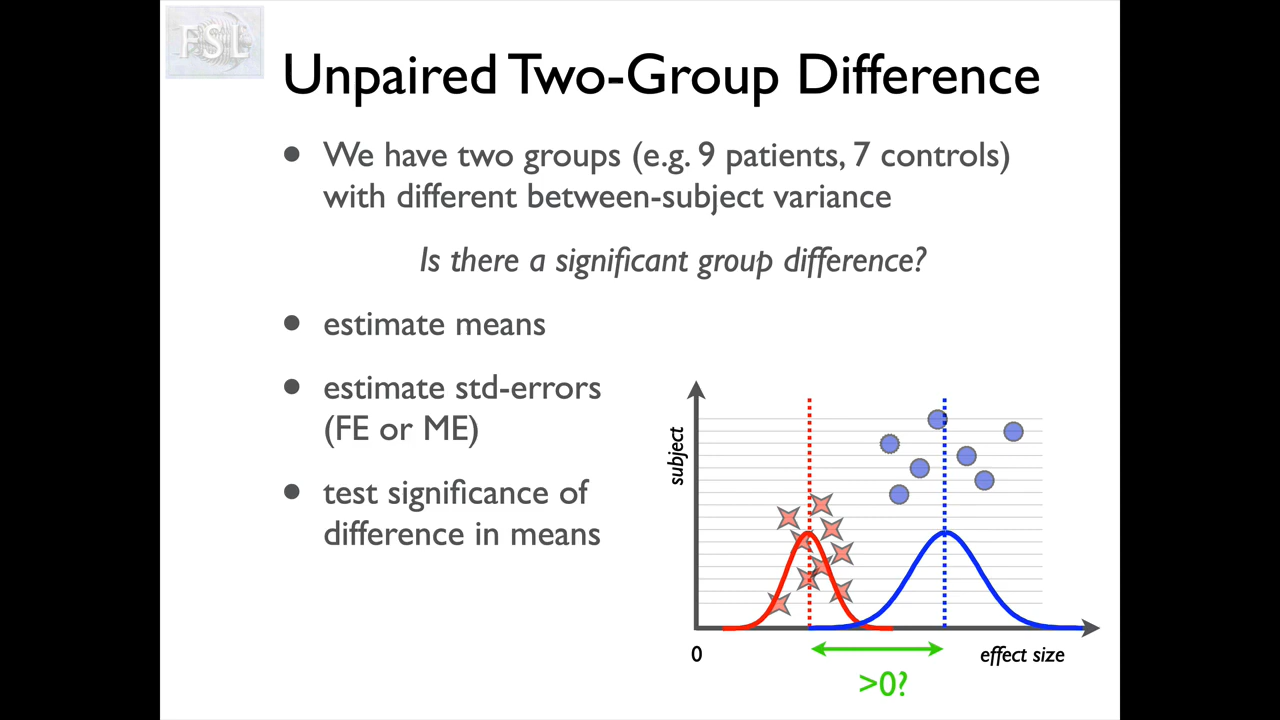 FSL
Unpaired Two-Group Difference
• We have two groups (e.g. 9 patients, 7 controls)
with different between-subject variance
Is there a significant group difference?
• estimate means
• estimate std-errors
(FE or ME)
• test significance of
difference in means
subject
0
effect size
>0?